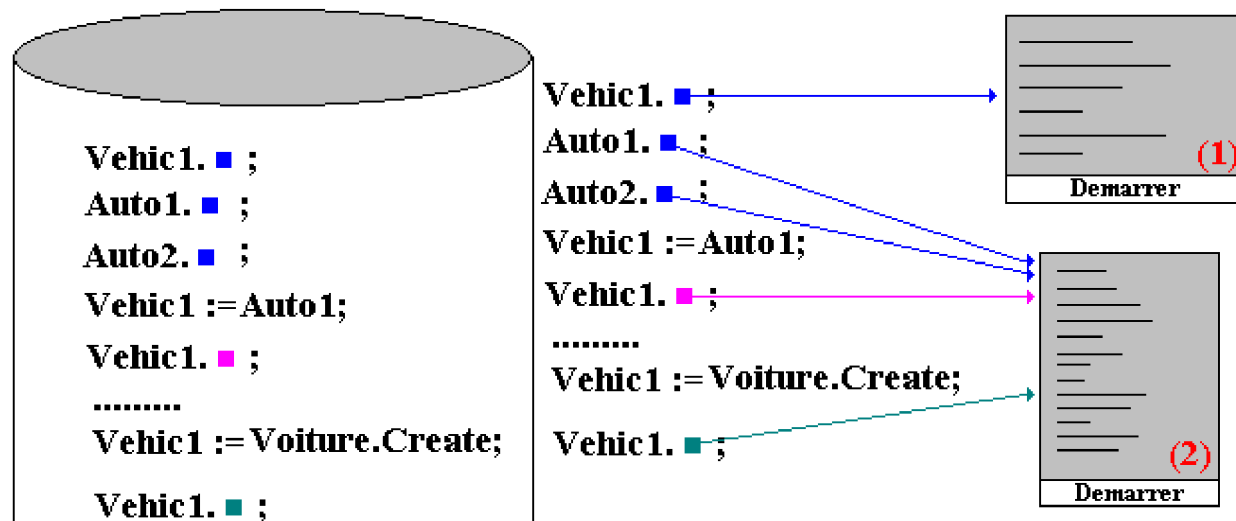 Vehic1. ;
Auto1. ;
Auto2. ;
Vehic1 := Auto1;
Vehic1. ;
.........
Vehic1 := Voiture.Create;
Vehic1. ;
Vehic1. ;
Auto1. ;
Auto2. ;
Vehic1 := Auto1;
Vehic1. ;
.........
Vehic1 := Voiture.Create;
Vehic1. ;
(1)
Demarrer
(2)
Demarrer